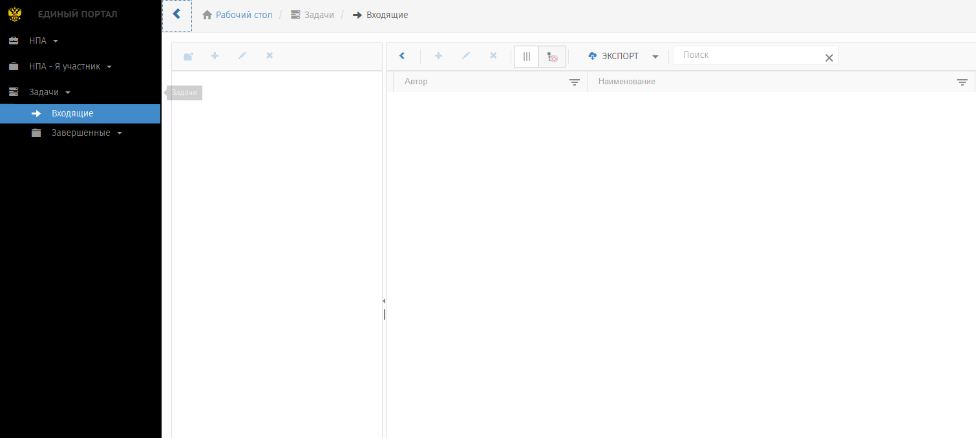 ЕДИНЫЙ ПОРТАЛ
Рабочий стол / Задачи / Входящие
НПА
НПА - Я участник
Задачи
Задачи
Входящие
Завершенные
ЭКСПОРТ
Поиск
Автор
Наименование